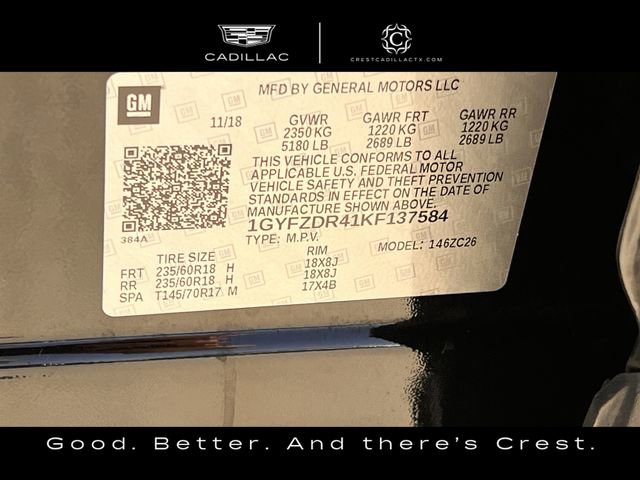 CADILLAC
CRESTCADILLACTX.COM
MFD BY GENERAL MOTORS LLC
GM
11/18
GVWR
2350 KG
5180 LB
GAWR FRT
1220 KG
2689 LB
GAWR RR
1220 KG
2689 LB
THIS VEHICLE CONFORMS TO ALL
APPLICABLE U.S. FEDERAL MOTOR
VEHICLE SAFETY AND THEFT PREVENTION
STANDARDS IN EFFECT ON THE DATE OF
MANUFACTURE SHOWN ABOVE.
1GYFZDR41KF137584
384A
TYPE: M.P.V. MODEL: 146ZC26
TIRE SIZE RIM
FRT 235/60R18 H 18X8J
RR 235/60R18 H 18X8J
SPA T145/70R17 M 17X4B
Good. Better. And there's Crest.